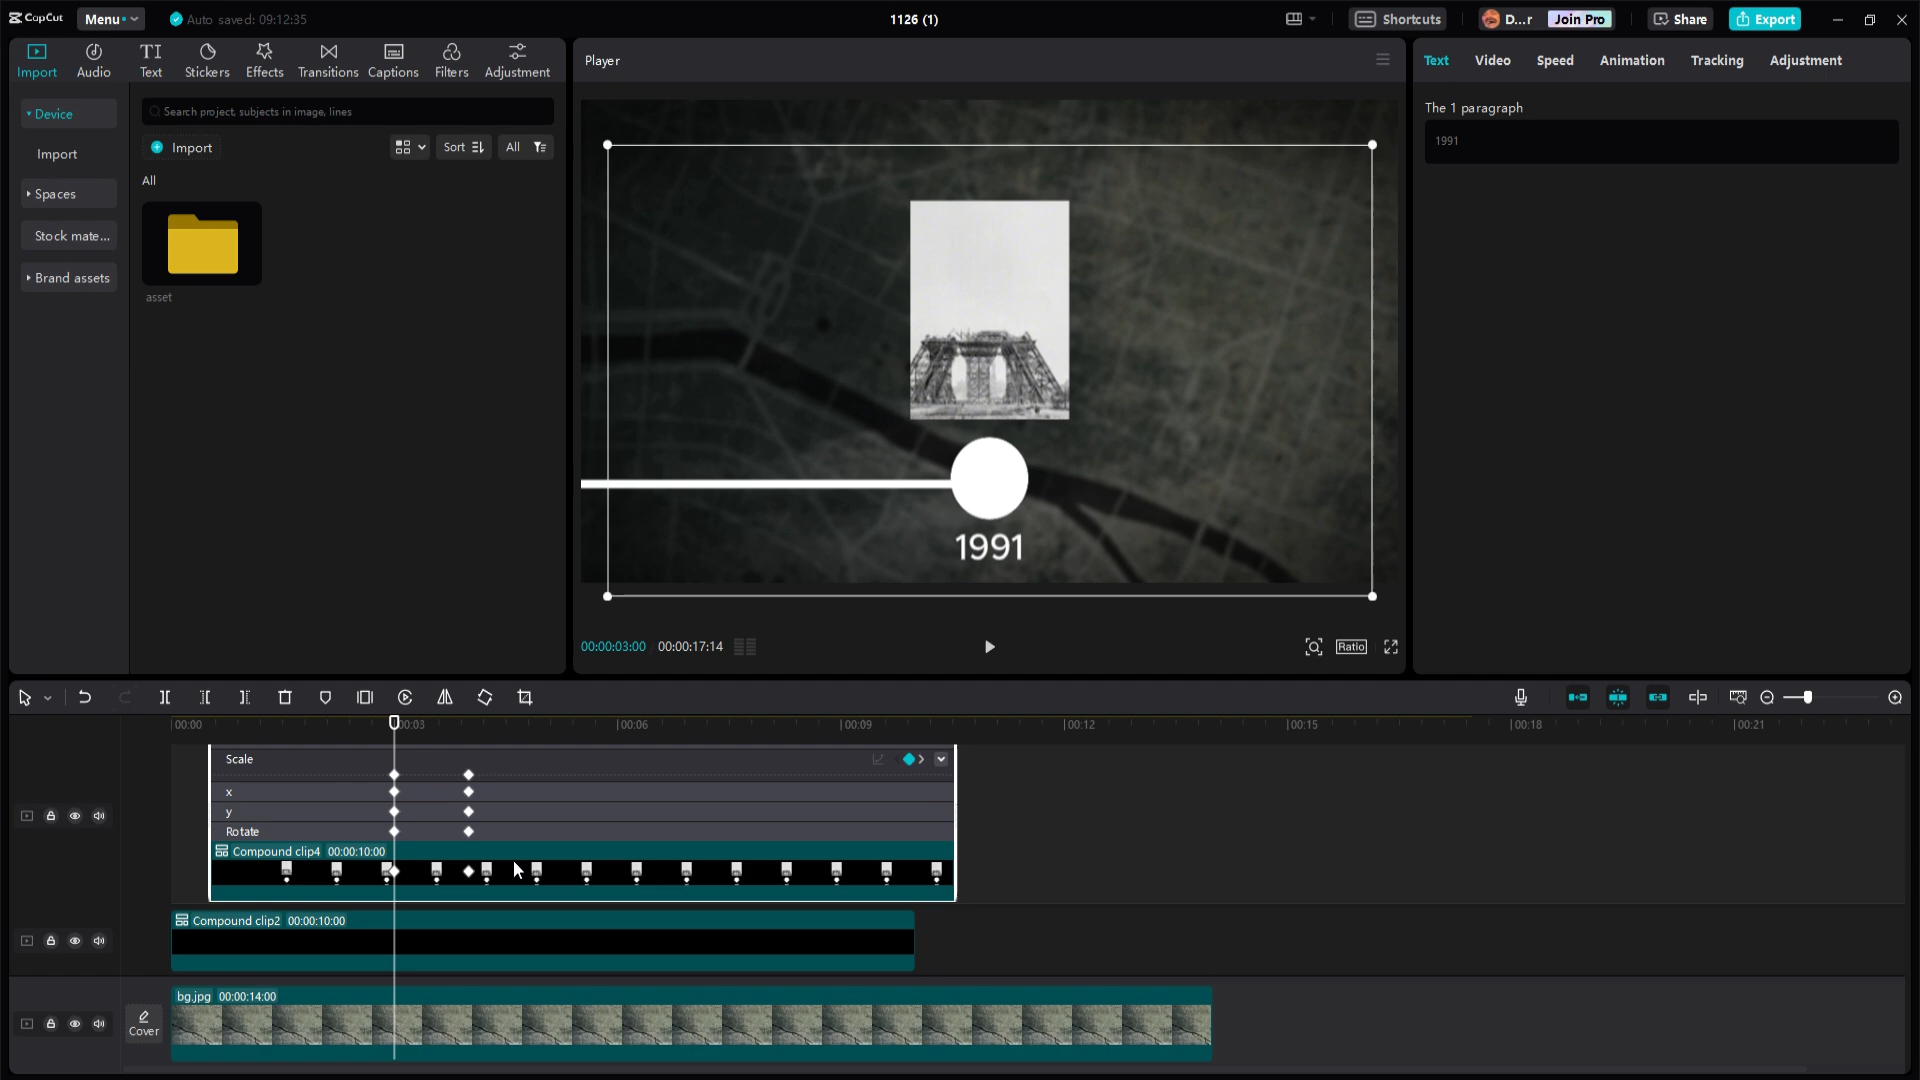 CapCut Menu Auto saved: 09:12:35 1126 (1) Shortcuts D...r Join Pro Share Export
Import Audio Text Stickers Effects Transitions Captions Filters Adjustment
Player
Text Video Speed Animation Tracking Adjustment
Device
Import
Spaces
Stock mate...
Brand assets
Search project, subjects in image, lines
Import Sort All
All
asset
1991
00:00:03:00 00:00:17:14 Ratio
The 1 paragraph
1991
00:00 00:03 00:06 00:09 00:12 00:15 00:18 00:21
Scale
x
y
Rotate
Compound clip4 00:00:10:00
Compound clip2 00:00:10:00
bg.jpg 00:00:14:00
Cover